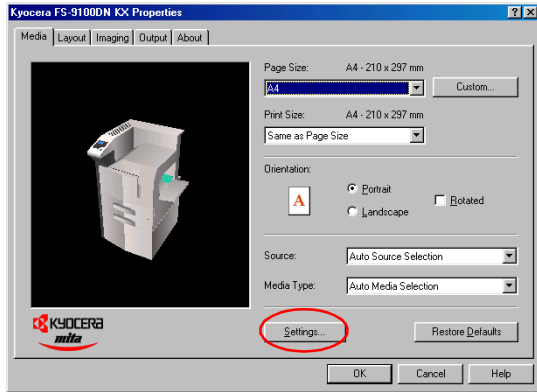 Kyocera FS-9100DN KX Properties
Media Layout Imaging Output About
Page Size: A4 - 210 x 297 mm
A4 Custom...
Print Size: A4 - 210 x 297 mm
Same as Page Size
Orientation:
A
Portrait
Landscape
Rotated
Source: Auto Source Selection
Media Type: Auto Media Selection
KYOCERA
mita
Settings... Restore Defaults
OK Cancel Help